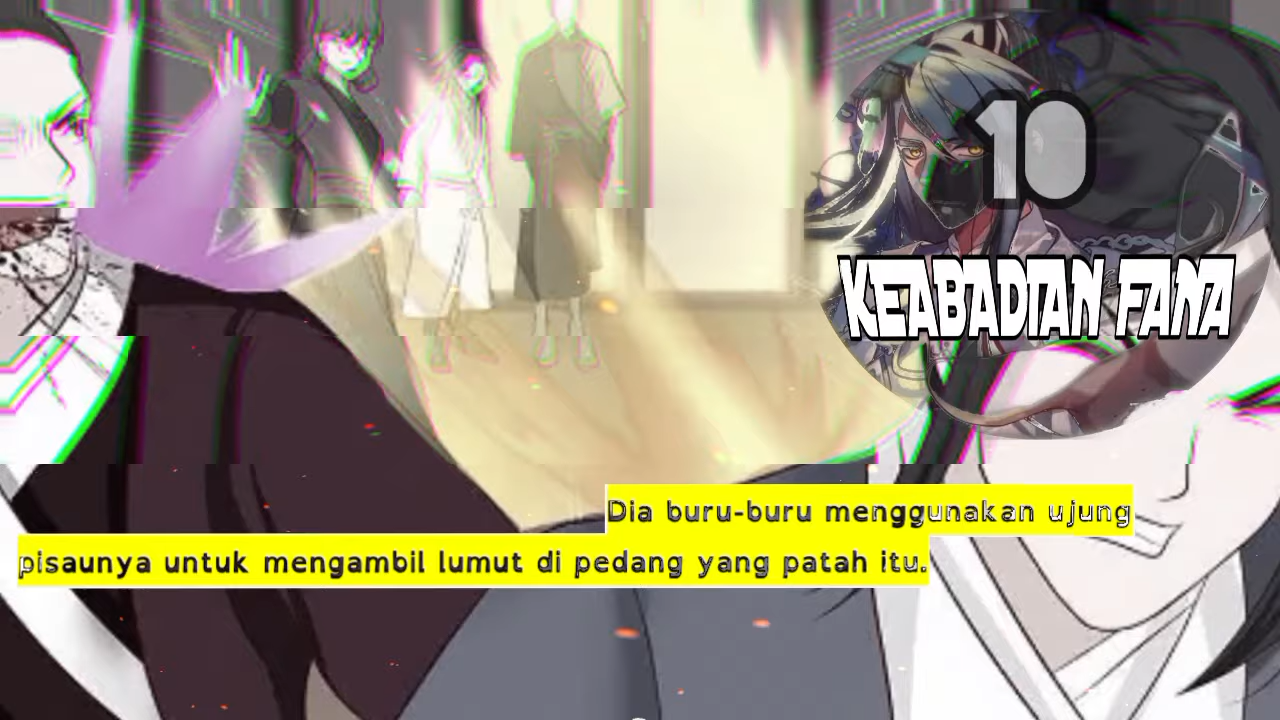 10
KEABADIAN FANA
Dia buru-buru menggunakan ujung
pisaunya untuk mengambil lumut di pedang yang patah itu.